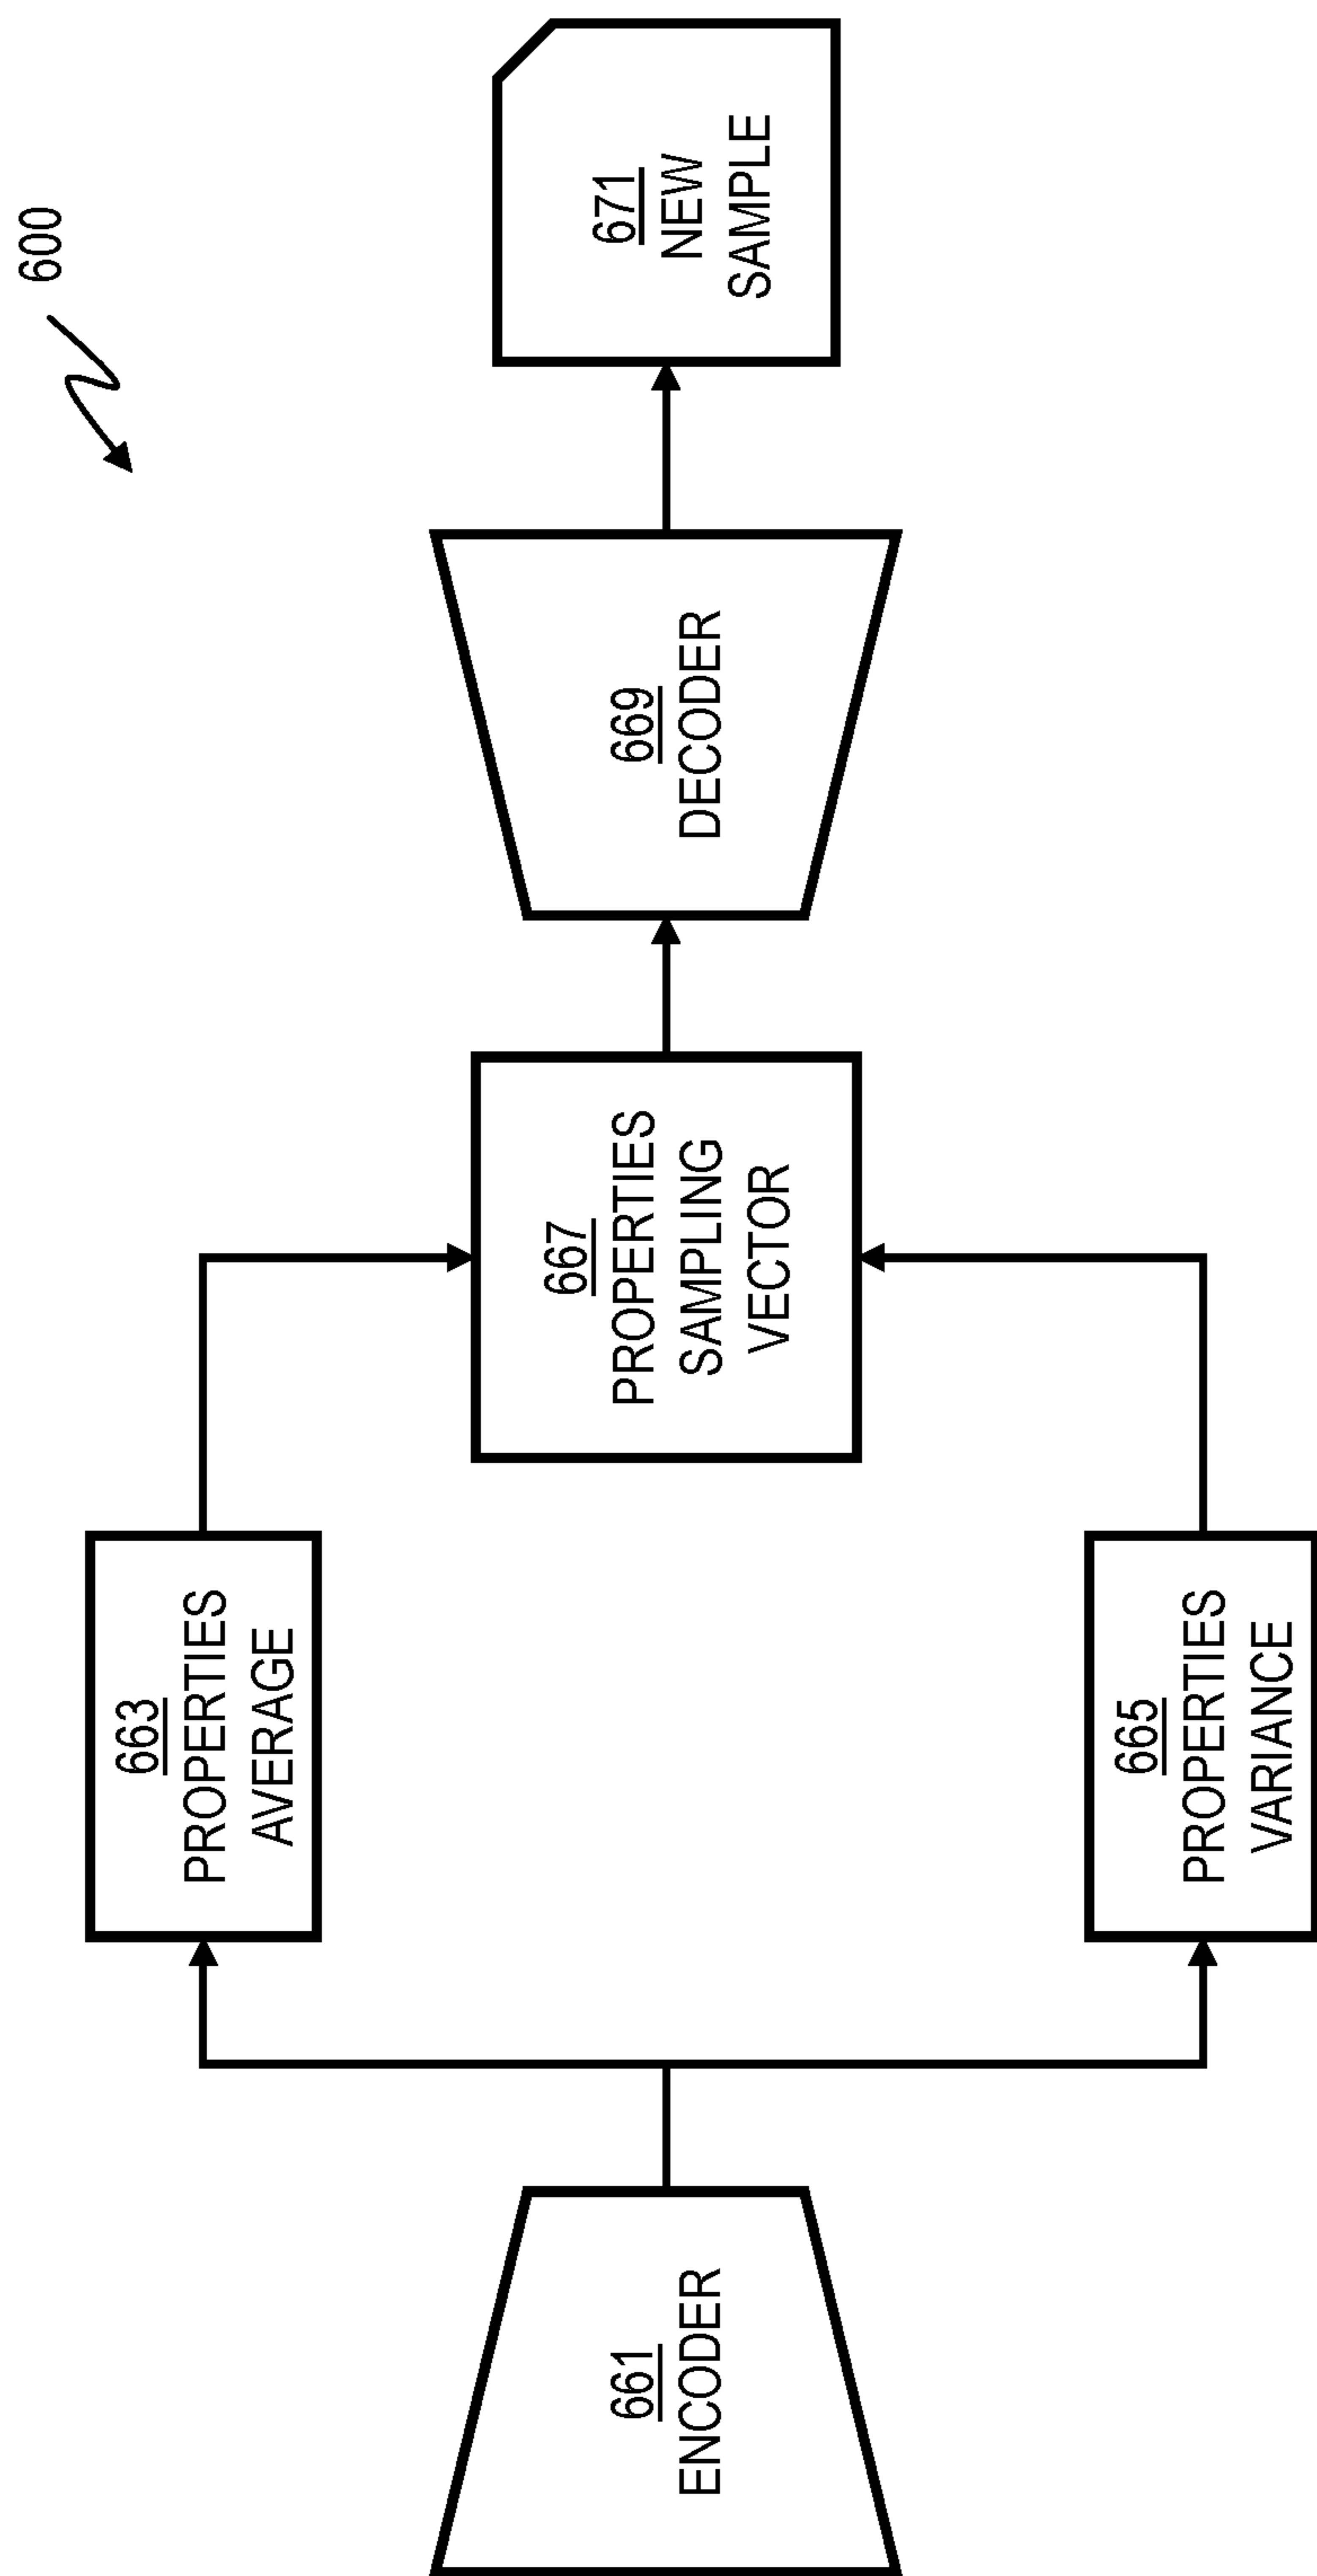 600
661
ENCODER
663
PROPERTIES
AVERAGE
665
PROPERTIES
VARIANCE
667
PROPERTIES
SAMPLING
VECTOR
669
DECODER
671
NEW
SAMPLE